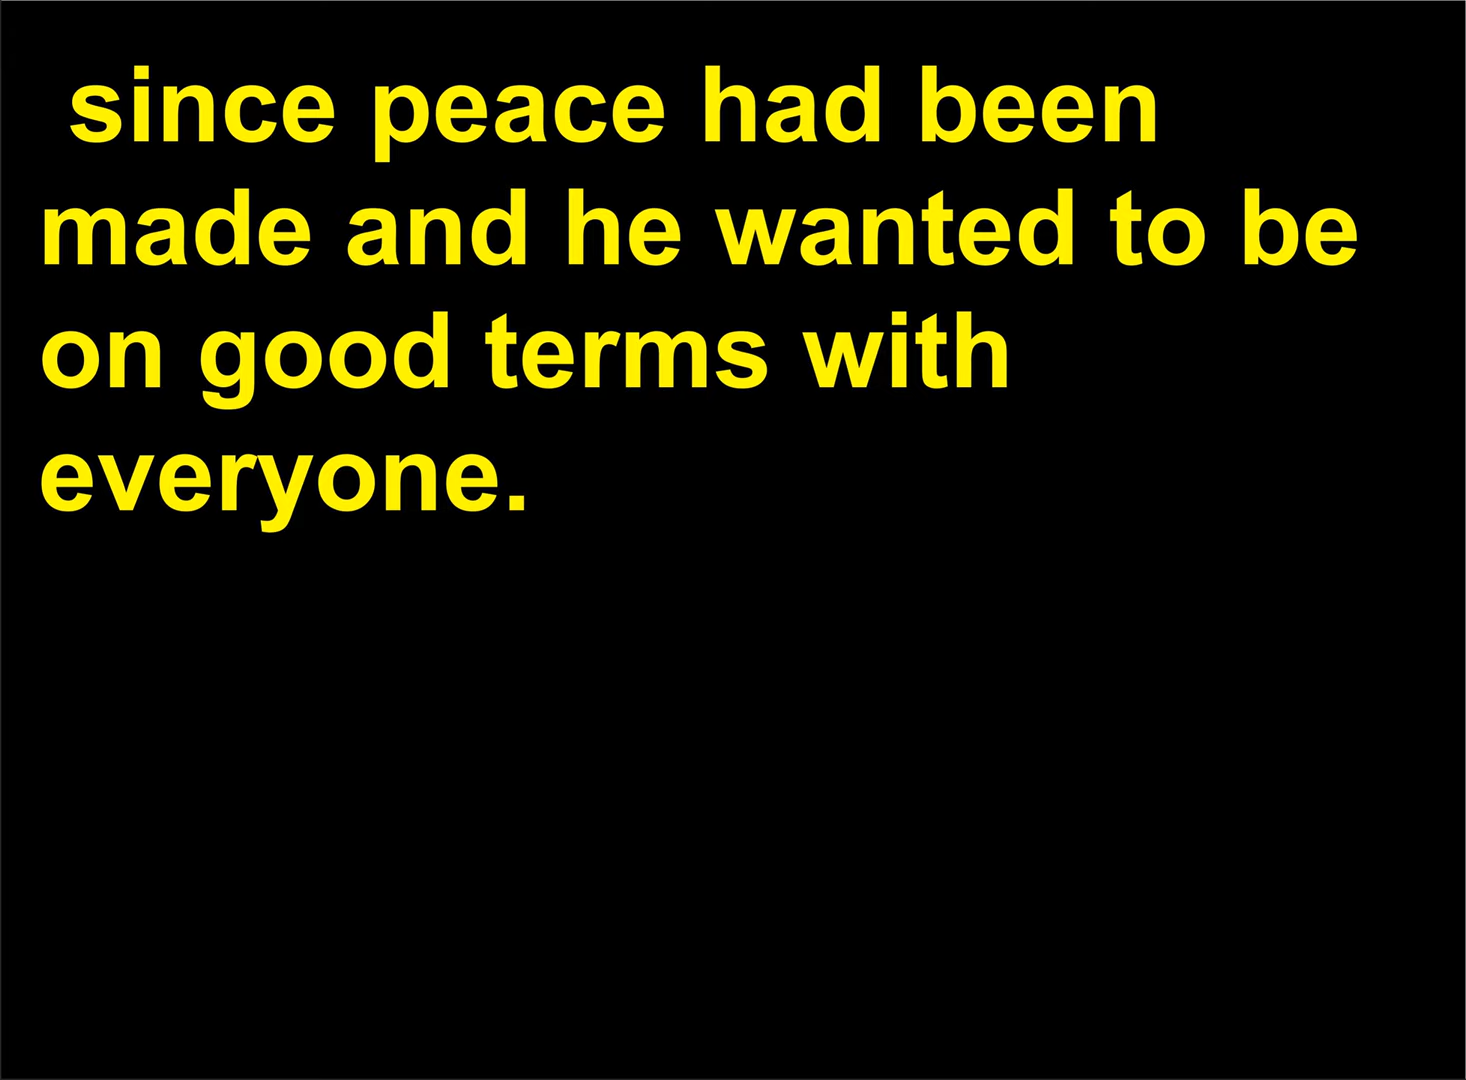 since peace had been
made and he wanted to be
on good terms with
everyone.